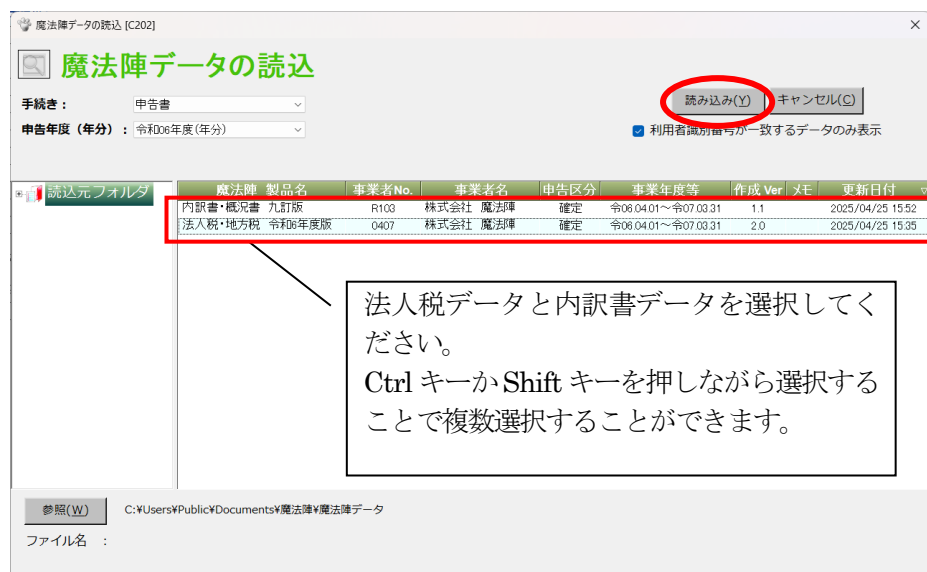 魔法陣データの読込 [C202]
魔法陣データの読込
手続き： 申告書
読み込み(Y) キャンセル(C)
申告年度（年分）： 令和06年度(年分)
利用者識別番号が一致するデータのみ表示
読込元フォルダ
魔法陣 製品名 事業者No. 事業者名 申告区分 事業年度等 作成 Ver メモ 更新日付
内訳書・概況書 九訂版 R103 株式会社 魔法陣 確定 令06.04.01～令07.03.31 1.1 2025/04/25 15:52
法人税・地方税 令和6年度版 0407 株式会社 魔法陣 確定 令06.04.01～令07.03.31 2.0 2025/04/25 15:35
法人税データと内訳書データを選択してく
ださい。
Ctrl キーか Shift キーを押しながら選択する
ことで複数選択することができます。
参照(W) C:¥Users¥Public¥Documents¥魔法陣¥魔法陣データ
ファイル名 ：